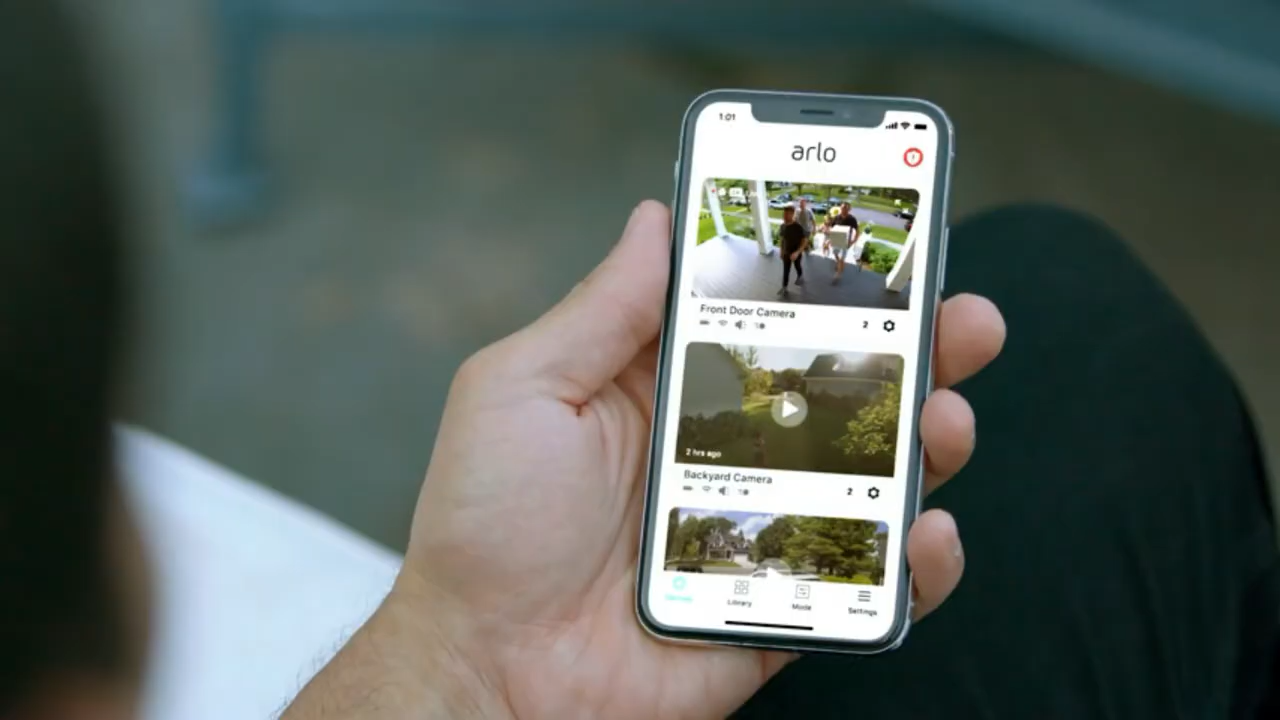 1:01
arlo
Front Door Camera
2
2 hrs ago
Backyard Camera
2
Library
Mode
Settings